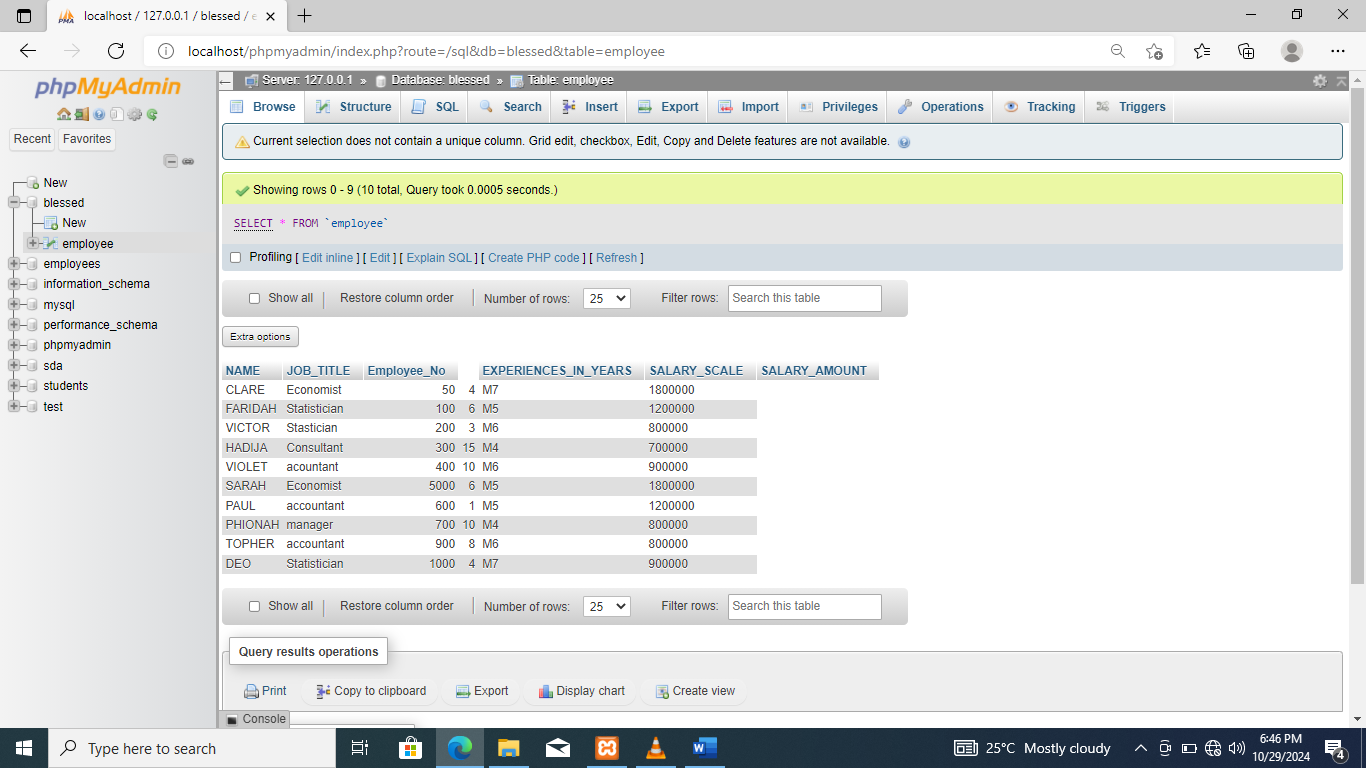 localhost / 127.0.0.1 / blessed / e
localhost/phpmyadmin/index.php?route=/sql&db=blessed&table=employee
phpMyAdmin
Recent Favorites
New
blessed
New
employee
employees
information_schema
mysql
performance_schema
phpmyadmin
sda
students
test
Server: 127.0.0.1 » Database: blessed » Table: employee
Browse Structure SQL Search Insert Export Import Privileges Operations Tracking Triggers
Current selection does not contain a unique column. Grid edit, checkbox, Edit, Copy and Delete features are not available.
Showing rows 0 - 9 (10 total, Query took 0.0005 seconds.)
SELECT * FROM `employee`
Profiling [ Edit inline ] [ Edit ] [ Explain SQL ] [ Create PHP code ] [ Refresh ]
Show all Restore column order Number of rows: 25 Filter rows: Search this table
Extra options
NAME JOB_TITLE Employee_No EXPERIENCES_IN_YEARS SALARY_SCALE SALARY_AMOUNT
CLARE Economist 50 4 M7 1800000
FARIDAH Statistician 100 6 M5 1200000
VICTOR Stastician 200 3 M6 800000
HADIJA Consultant 300 15 M4 700000
VIOLET acountant 400 10 M6 900000
SARAH Economist 5000 6 M5 1800000
PAUL accountant 600 1 M5 1200000
PHIONAH manager 700 10 M4 800000
TOPHER accountant 900 8 M6 800000
DEO Statistician 1000 4 M7 900000
Show all Restore column order Number of rows: 25 Filter rows: Search this table
Query results operations
Print Copy to clipboard Export Display chart Create view
Console
Type here to search
25°C Mostly cloudy
6:46 PM
10/29/2024
4